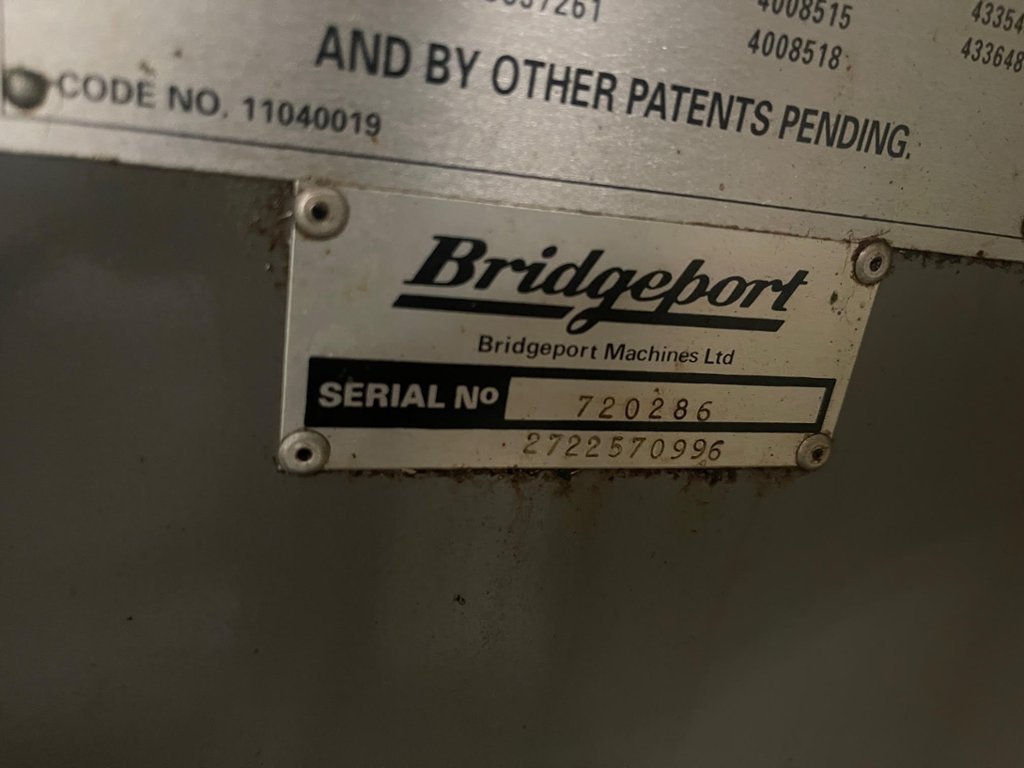 4008515
4008518
AND BY OTHER PATENTS PENDING.
CODE NO. 11040019
Bridgeport
Bridgeport Machines Ltd
SERIAL No 720286
2722570996